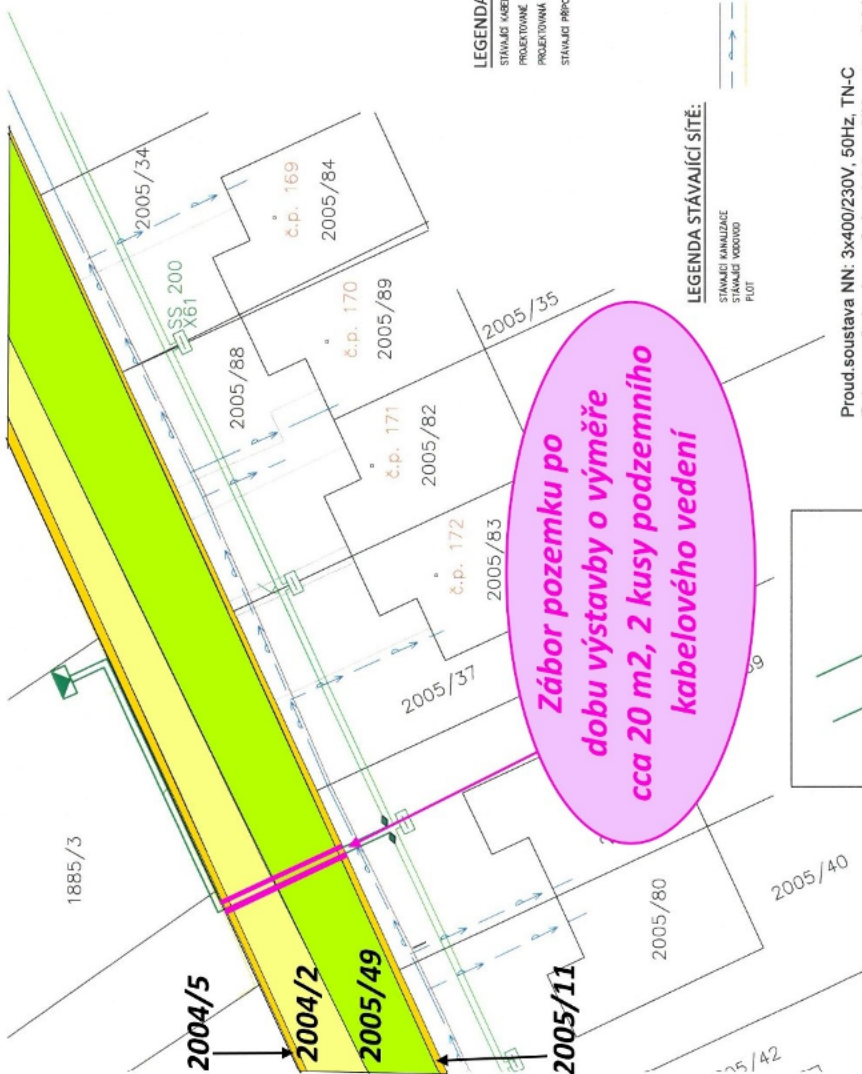 LEGENDA
STÁVAJÍCÍ
PROJEKTOVANÉ
PROJEKTOVANÁ
STÁVAJÍCÍ
2005/34
č.p. 169
2005/84
SS 200
X61
č.p. 170
2005/89
2005/88
č.p. 171
2005/82
2005/35
č.p. 172
2005/83
2005/37
LEGENDA STÁVAJÍCÍ SÍTĚ:
STÁVAJÍCÍ KANALIZACE
STÁVAJÍCÍ VODOVOD
PLOT
Proud.soustava NN: 3x400/230V, 50Hz, TN-C
Zábor pozemku po
dobu výstavby o výměře
cca 20 m2, 2 kusy podzemního
kabelového vedení
1885/3
2004/5
2004/2
2005/49
2005/11
2005/80
2005/40
05/42